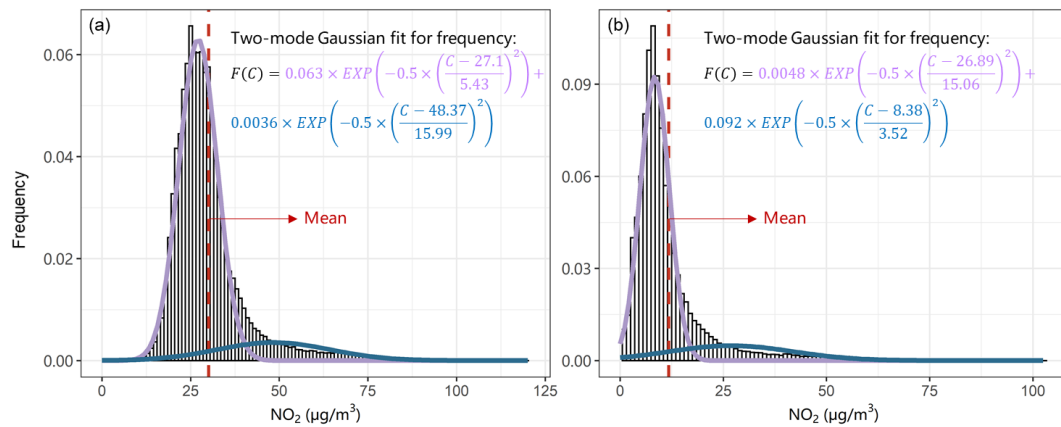 (a)
Two-mode Gaussian fit for frequency:
F(C) = 0.063 × EXP(−0.5 × ((C − 27.1)/5.43)²) +
0.0036 × EXP(−0.5 × ((C − 48.37)/15.99)²)
Mean
Frequency
0.06
0.04
0.02
0.00
0 25 50 75 100 125
NO₂ (μg/m³)
(b)
Two-mode Gaussian fit for frequency:
F(C) = 0.0048 × EXP(−0.5 × ((C − 26.89)/15.06)²) +
0.092 × EXP(−0.5 × ((C − 8.38)/3.52)²)
Mean
0.09
0.06
0.03
0.00
0 25 50 75 100
NO₂ (μg/m³)